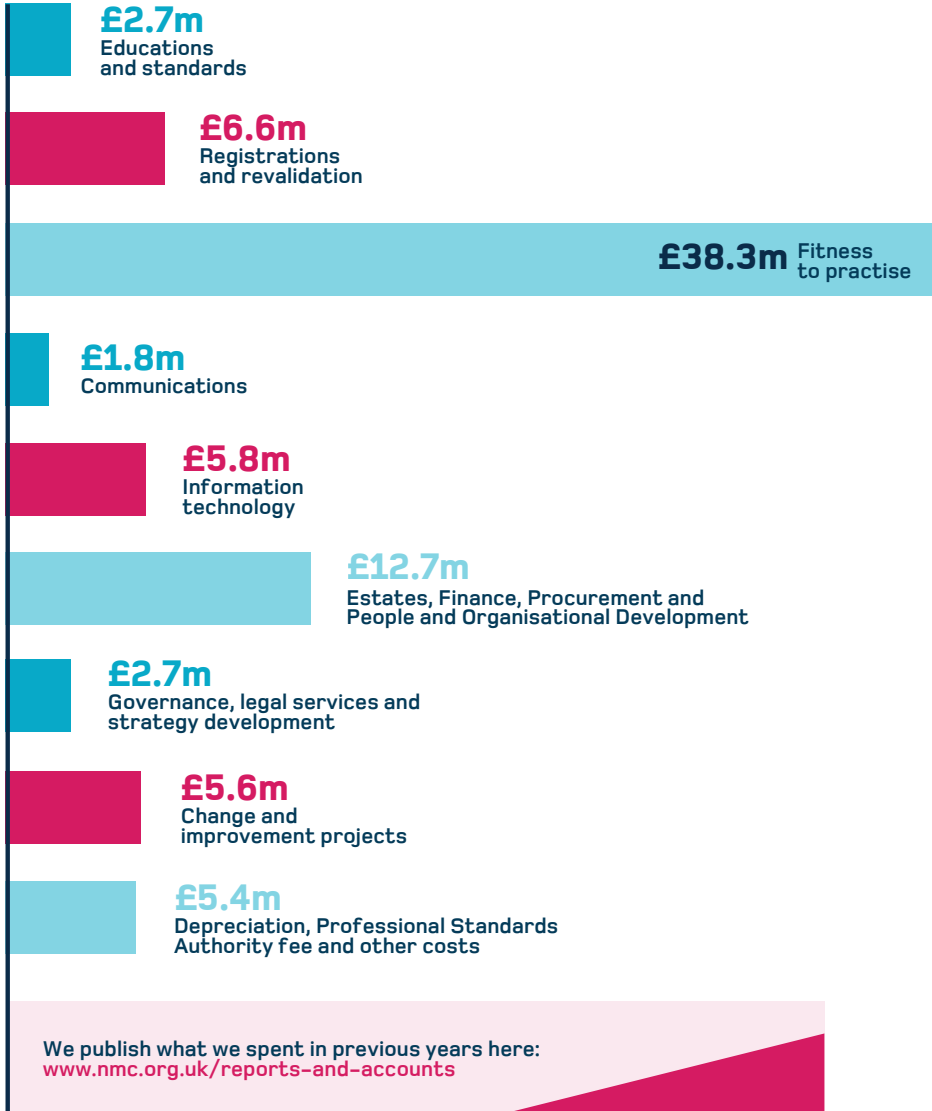 £2.7m
Educations
and standards
£6.6m
Registrations
and revalidation
£38.3m Fitness
to practise
£1.8m
Communications
£5.8m
Information
technology
£12.7m
Estates, Finance, Procurement and
People and Organisational Development
£2.7m
Governance, legal services and
strategy development
£5.6m
Change and
improvement projects
£5.4m
Depreciation, Professional Standards
Authority fee and other costs
We publish what we spent in previous years here:
www.nmc.org.uk/reports-and-accounts